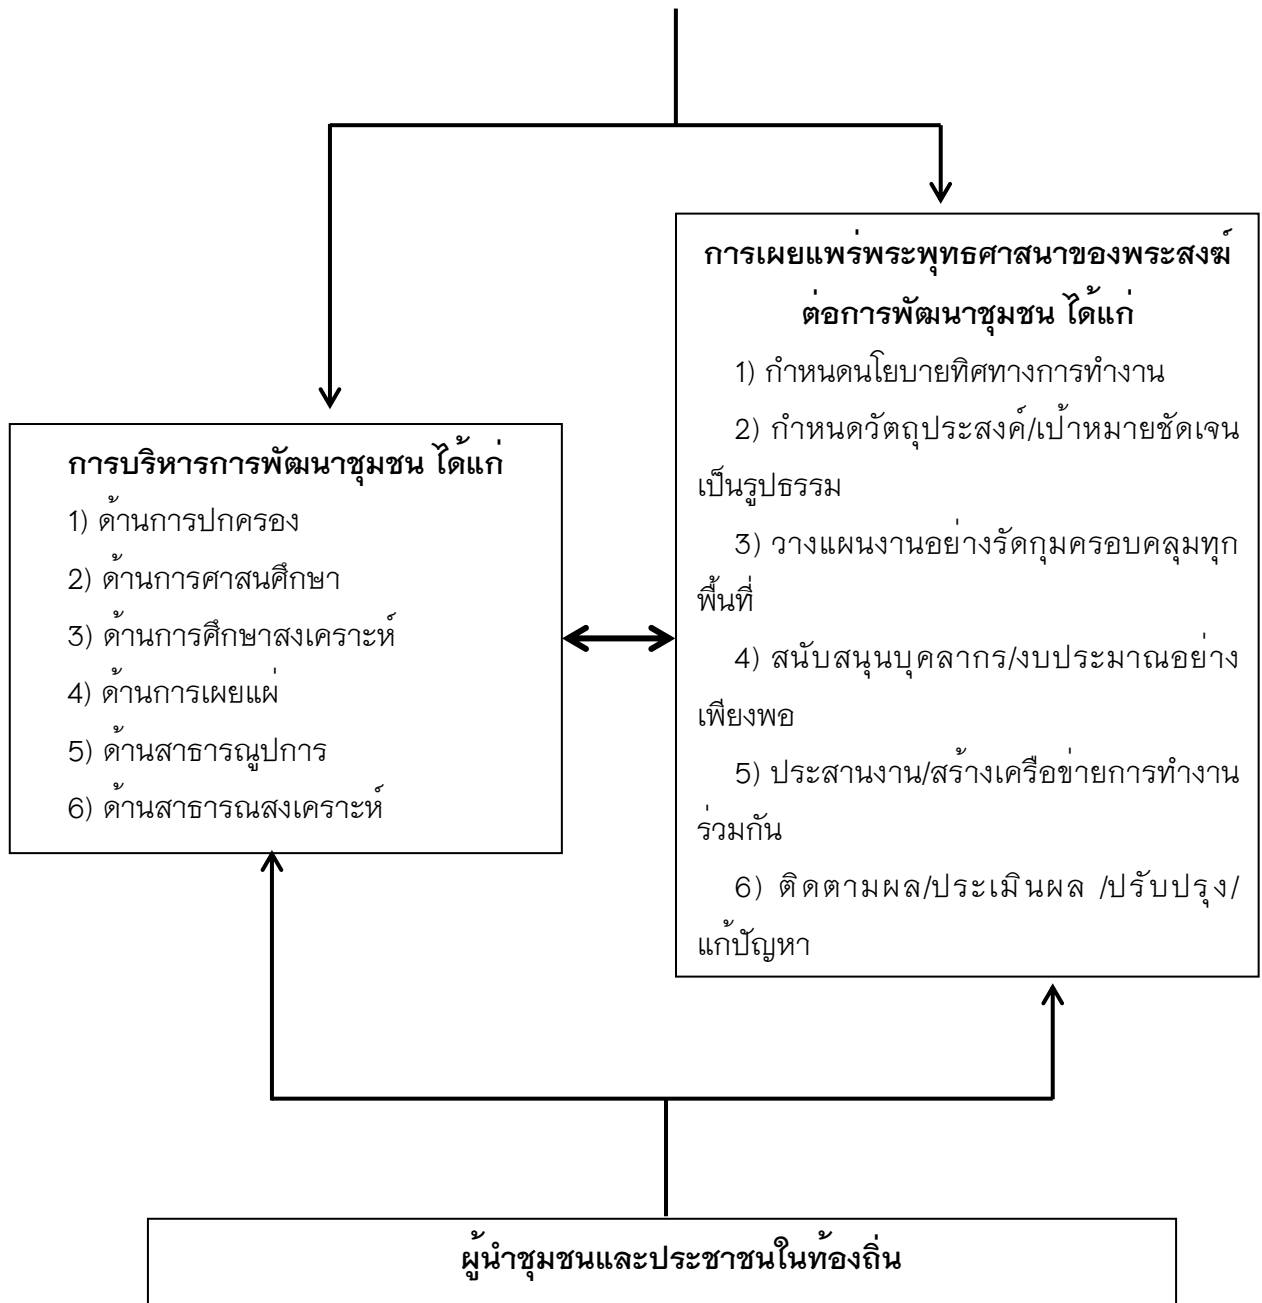 การเผยแพร่พระพุทธศาสนาของพระสงฆ์
ต่อการพัฒนาชุมชน ได้แก่
1) กำหนดนโยบายทิศทางการทำงาน
2) กำหนดวัตถุประสงค์/เป้าหมายชัดเจน
เป็นรูปธรรม
3) วางแผนงานอย่างรัดกุมครอบคลุมทุก
พื้นที่
4) สนับสนุนบุคลากร/งบประมาณอย่าง
เพียงพอ
5) ประสานงาน/สร้างเครือข่ายการทำงาน
ร่วมกัน
6) ติดตามผล/ประเมินผล /ปรับปรุง/
แก้ปัญหา
การบริหารการพัฒนาชุมชน ได้แก่
1) ด้านการปกครอง
2) ด้านการศาสนศึกษา
3) ด้านการศึกษาสงเคราะห์
4) ด้านการเผยแผ่
5) ด้านสาธารณูปการ
6) ด้านสาธารณสงเคราะห์
ผู้นำชุมชนและประชาชนในท้องถิ่น